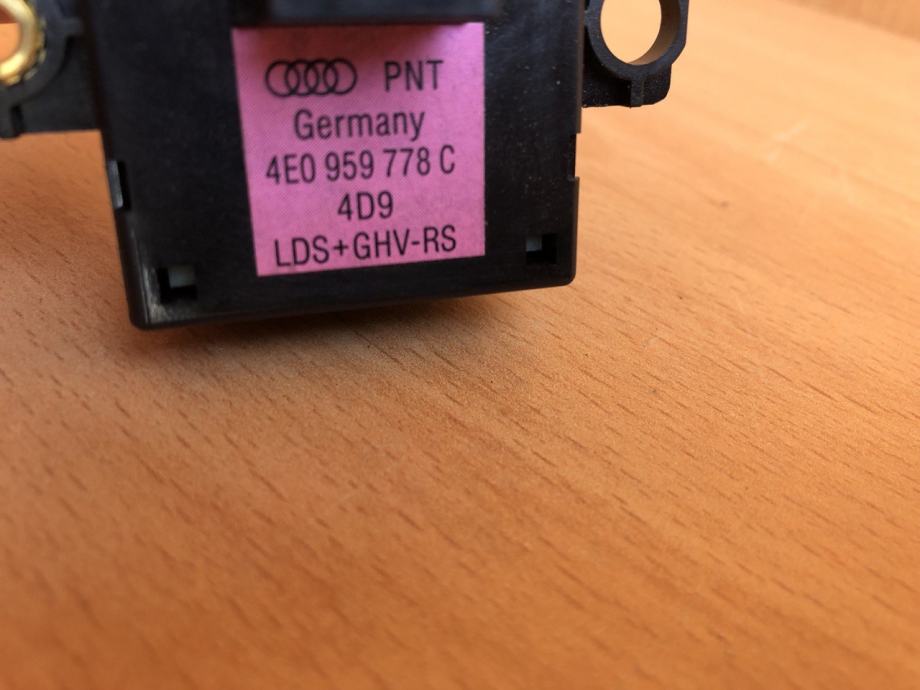 PNT
Germany
4E0 959 778 C
4D9
LDS+GHV-RS